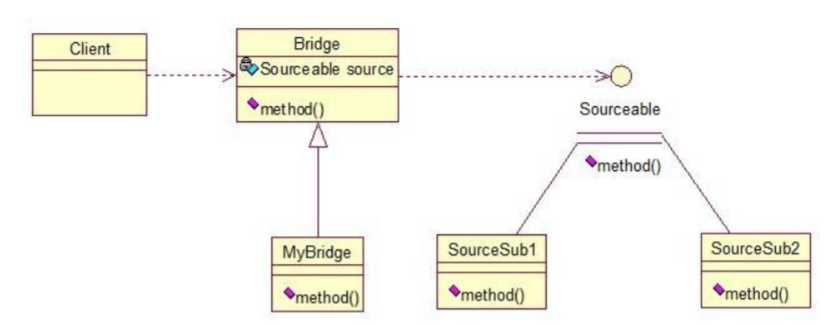 Client
Bridge
Sourceable source
method()
Sourceable
method()
MyBridge
method()
SourceSub1
method()
SourceSub2
method()